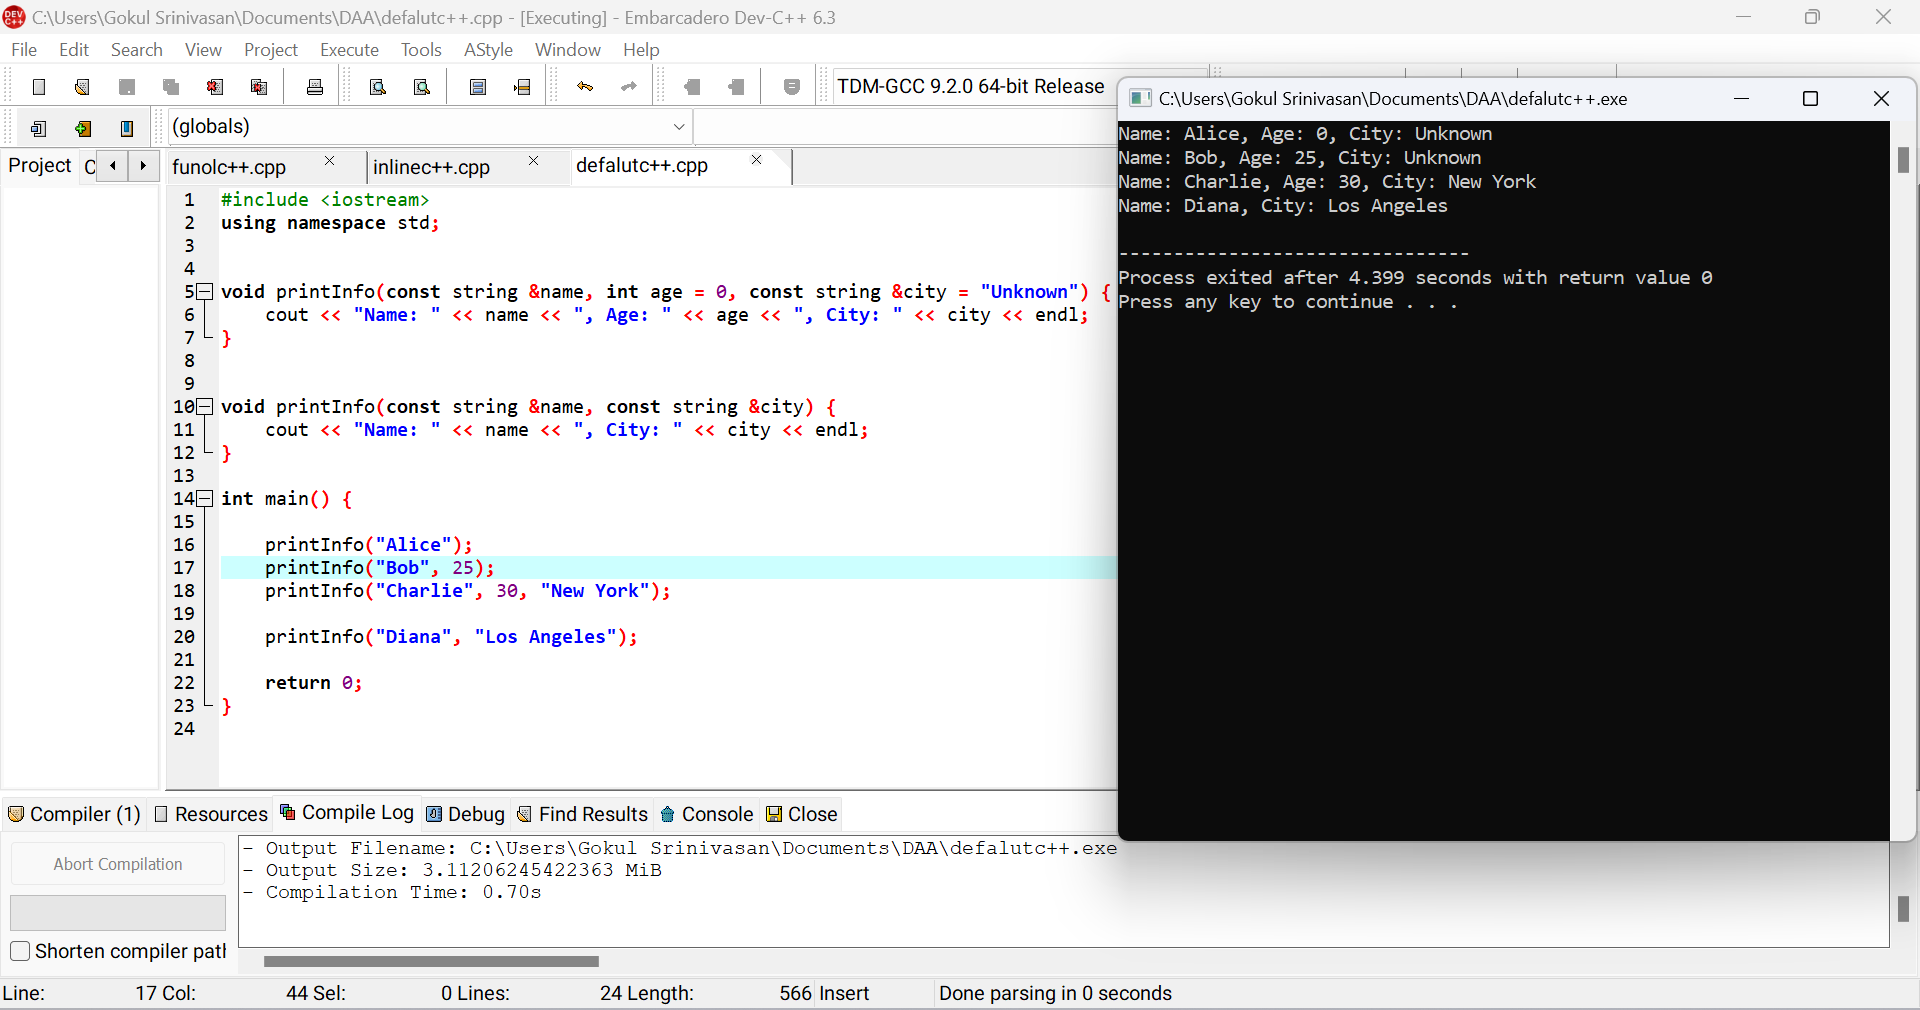 C:\Users\Gokul Srinivasan\Documents\DAA\defalutc++.cpp - [Executing] - Embarcadero Dev-C++ 6.3
File Edit Search View Project Execute Tools AStyle Window Help
TDM-GCC 9.2.0 64-bit Release
(globals)
Project
funolc++.cpp inlinec++.cpp defalutc++.cpp
1 #include <iostream>
2 using namespace std;
3
4
5 void printInfo(const string &name, int age = 0, const string &city = "Unknown") {
6 cout << "Name: " << name << ", Age: " << age << ", City: " << city << endl;
7 }
8
9
10 void printInfo(const string &name, const string &city) {
11 cout << "Name: " << name << ", City: " << city << endl;
12 }
13
14 int main() {
15
16 printInfo("Alice");
17 printInfo("Bob", 25);
18 printInfo("Charlie", 30, "New York");
19
20 printInfo("Diana", "Los Angeles");
21
22 return 0;
23 }
24
C:\Users\Gokul Srinivasan\Documents\DAA\defalutc++.exe
Name: Alice, Age: 0, City: Unknown
Name: Bob, Age: 25, City: Unknown
Name: Charlie, Age: 30, City: New York
Name: Diana, City: Los Angeles
--------------------------------
Process exited after 4.399 seconds with return value 0
Press any key to continue . . .
Compiler (1) Resources Compile Log Debug Find Results Console Close
Abort Compilation
Shorten compiler
- Output Filename: C:\Users\Gokul Srinivasan\Documents\DAA\defalutc++.exe
- Output Size: 3.11206245422363 MiB
- Compilation Time: 0.70s
Line: 17 Col: 44 Sel: 0 Lines: 24 Length: 566 Insert Done parsing in 0 seconds